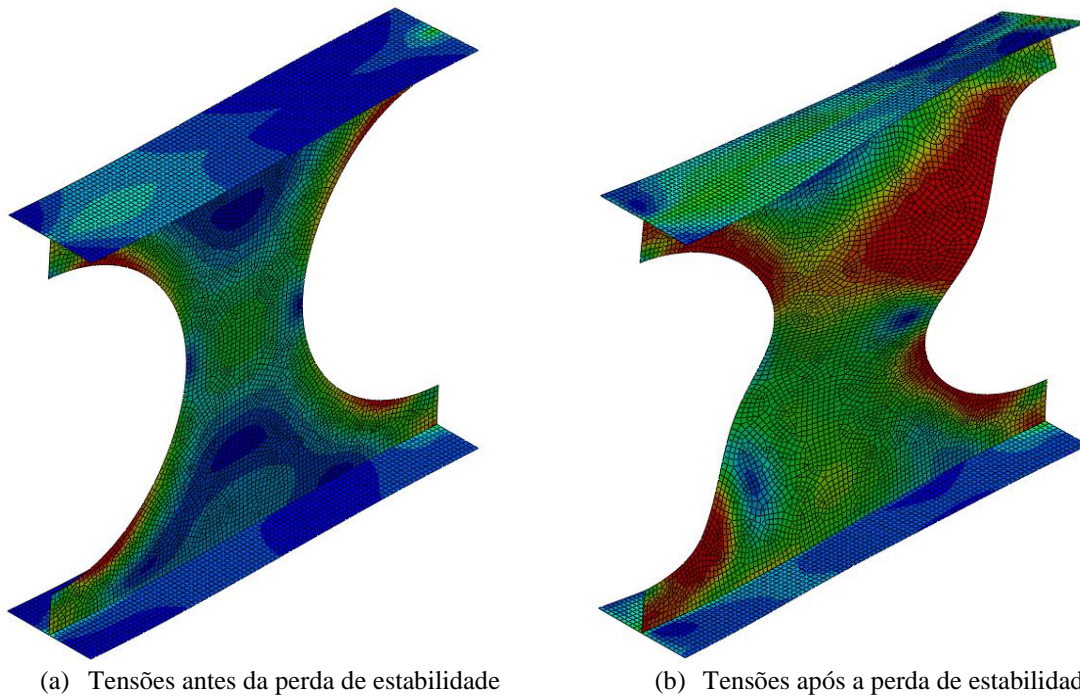 (a) Tensões antes da perda de estabilidade
(b) Tensões após a perda de estabilidad